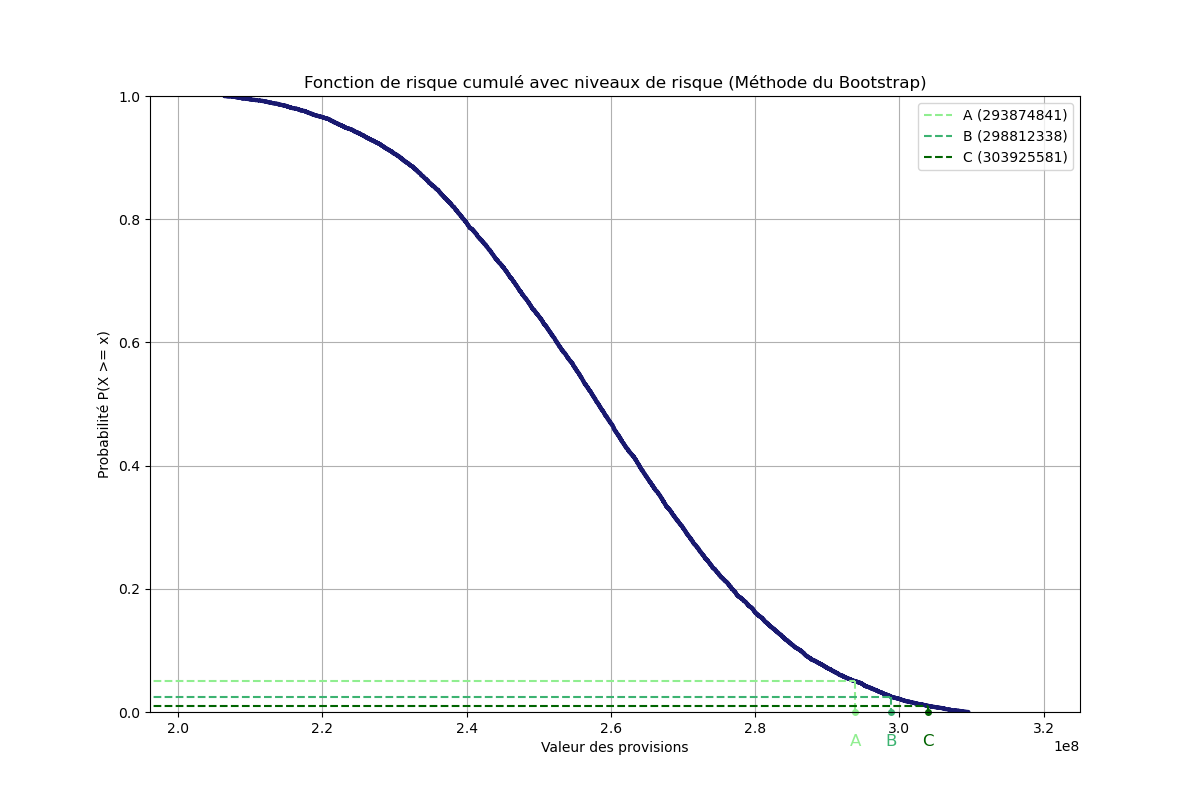 Fonction de risque cumulé avec niveaux de risque (Méthode du Bootstrap)
A (293874841)
B (298812338)
C (303925581)
Probabilité P(X >= x)
1.0
0.8
0.6
0.4
0.2
0.0
2.0 2.2 2.4 2.6 2.8 3.0 3.2
A B C
1e8
Valeur des provisions